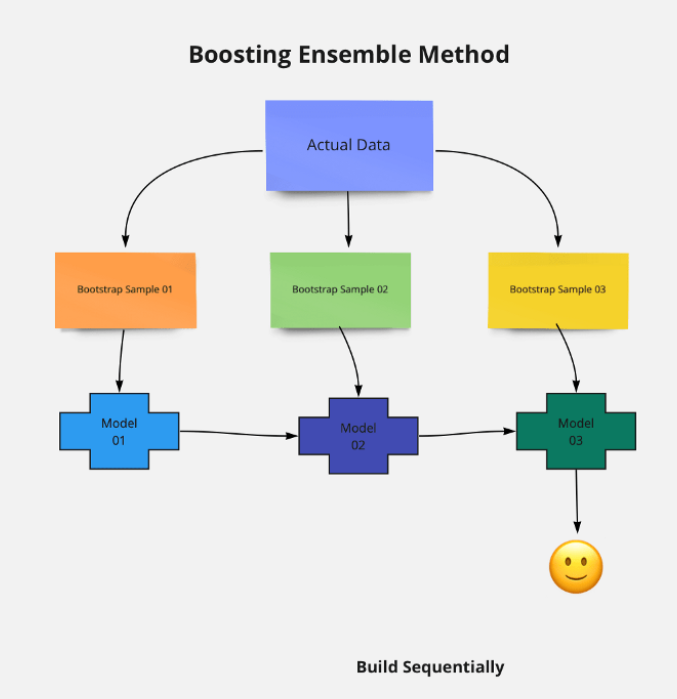 Boosting Ensemble Method
Actual Data
Bootstrap Sample 01
Bootstrap Sample 02
Bootstrap Sample 03
Model
01
Model
02
Model
03
Build Sequentially